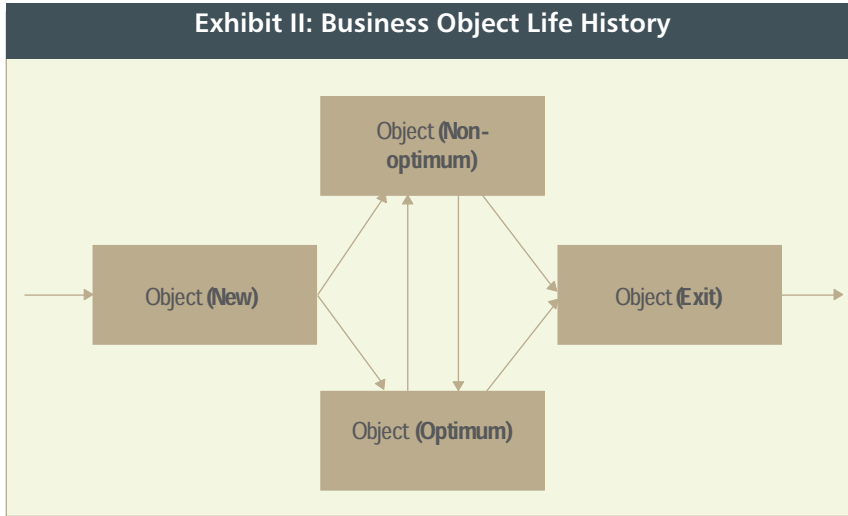 Exhibit II: Business Object Life History
Object (Non-
optimum)
Object (New)
Object (Exit)
Object (Optimum)